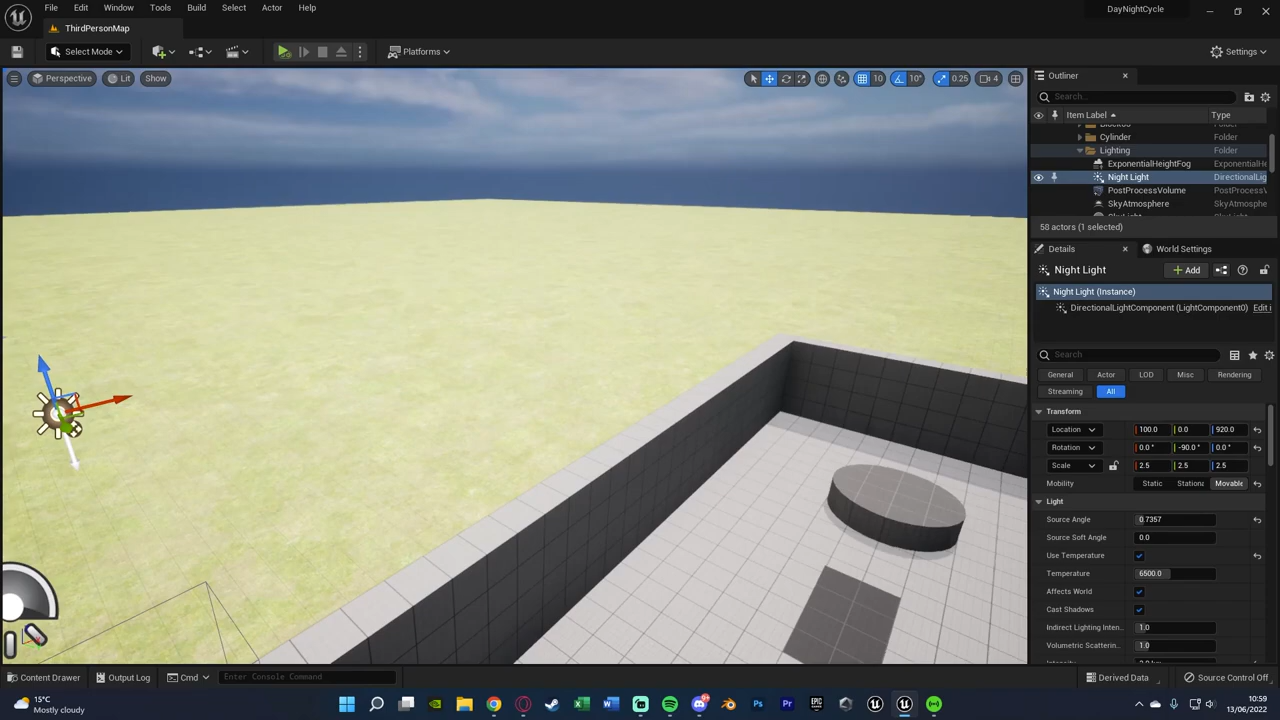 File Edit Window Tools Build Select Actor Help
DayNightCycle
ThirdPersonMap
Select Mode
Platforms
Settings
Perspective Lit Show
10 10° 0.25 4
Outliner
Search...
Item Label Type
Cylinder Folder
Lighting Folder
ExponentialHeightFog ExponentialHe
Night Light DirectionalLig
PostProcessVolume PostProcessV
SkyAtmosphere SkyAtmosphere
58 actors (1 selected)
Details World Settings
Night Light
+ Add
Night Light (Instance)
DirectionalLightComponent (LightComponent0) Edit i
Search
General Actor LOD Misc Rendering
Streaming All
Transform
Location 100.0 0.0 920.0
Rotation 0.0 ° -90.0 ° 0.0 °
Scale 2.5 2.5 2.5
Mobility Static Stationa Movable
Light
Source Angle 0.7357
Source Soft Angle 0.0
Use Temperature
Temperature 6500.0
Affects World
Cast Shadows
Indirect Lighting Inten... 1.0
Volumetric Scatterin... 1.0
Content Drawer Output Log Cmd Enter Console Command
Derived Data Source Control Off
15°C
Mostly cloudy
10:59
13/06/2022